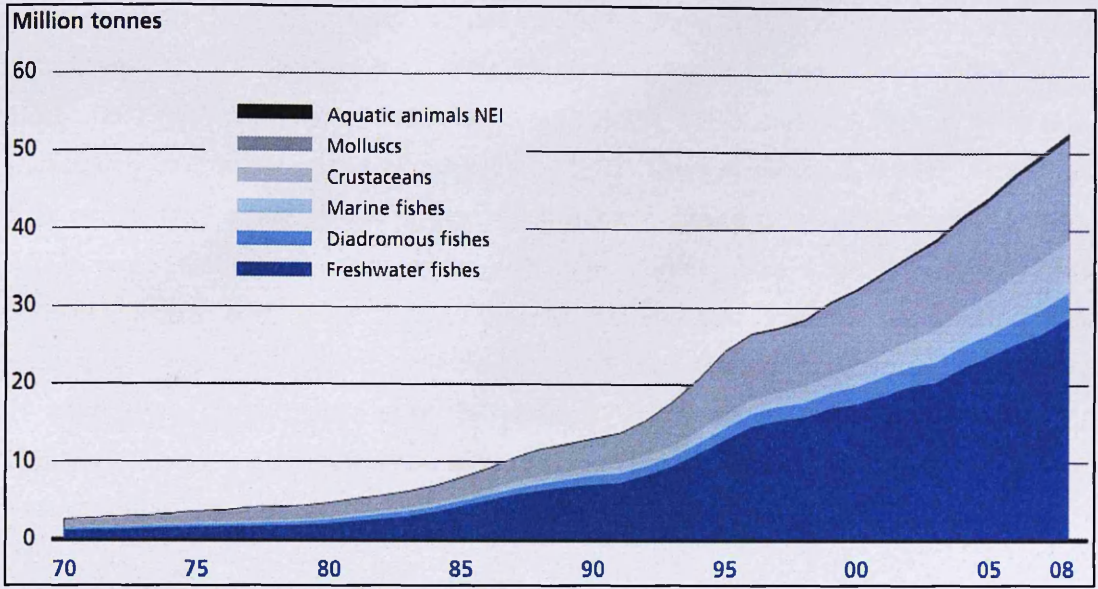 Million tonnes
60
50
40
30
20
10
0
Aquatic animals NEI
Molluscs
Crustaceans
Marine fishes
Diadromous fishes
Freshwater fishes
70 75 80 85 90 95 00 05 08